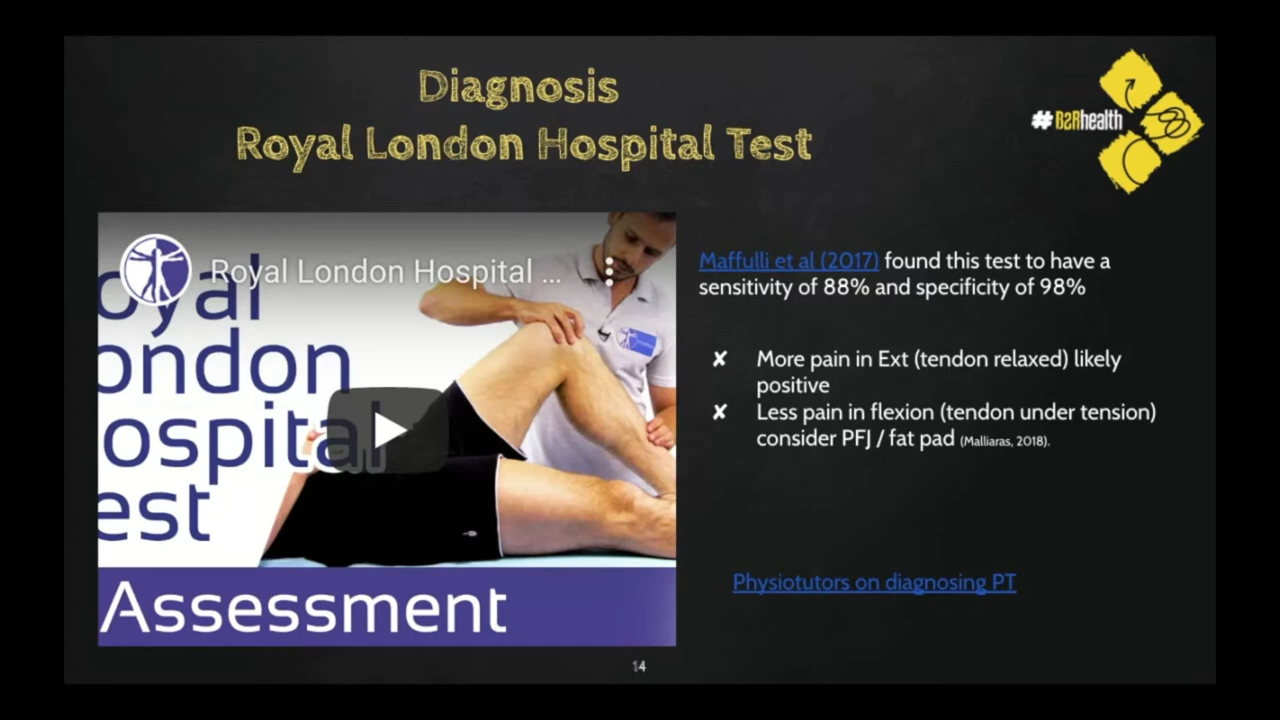 Diagnosis
Royal London Hospital Test
#B2Rhealth
Royal London Hospital ...
oyal
ondon
ospital
est
Assessment
Maffulli et al (2017) found this test to have a
sensitivity of 88% and specificity of 98%
✘ More pain in Ext (tendon relaxed) likely
positive
✘ Less pain in flexion (tendon under tension)
consider PFJ / fat pad (Malliaras, 2018).
Physiotutors on diagnosing PT
14